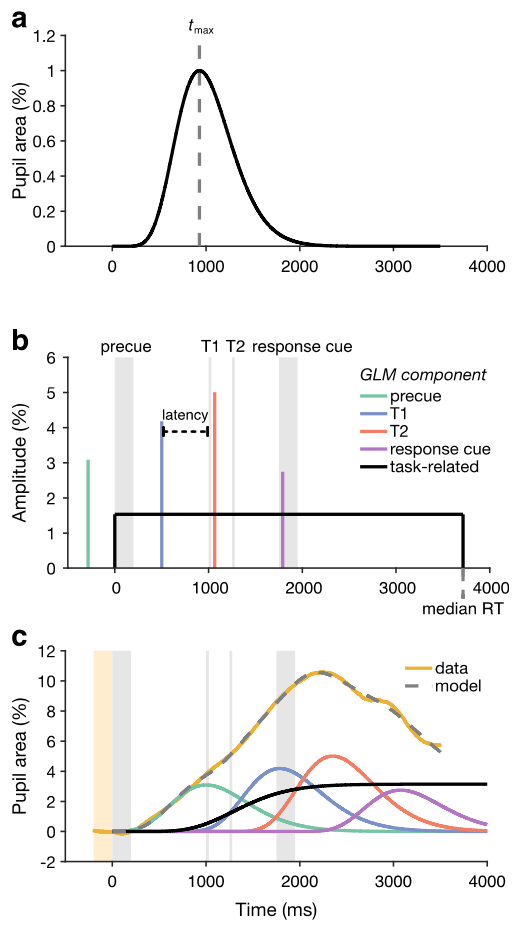 a
t max
1.2
1
0.8
0.6
0.4
0.2
0
Pupil area (%)
0 1000 2000 3000 4000
b
precue T1 T2 response cue
6
5
4
3
2
1
0
Amplitude (%)
latency
GLM component
precue
T1
T2
response cue
task-related
0 1000 2000 3000 4000
median RT
c
12
10
8
6
4
2
0
-2
Pupil area (%)
data
model
0 1000 2000 3000 4000
Time (ms)